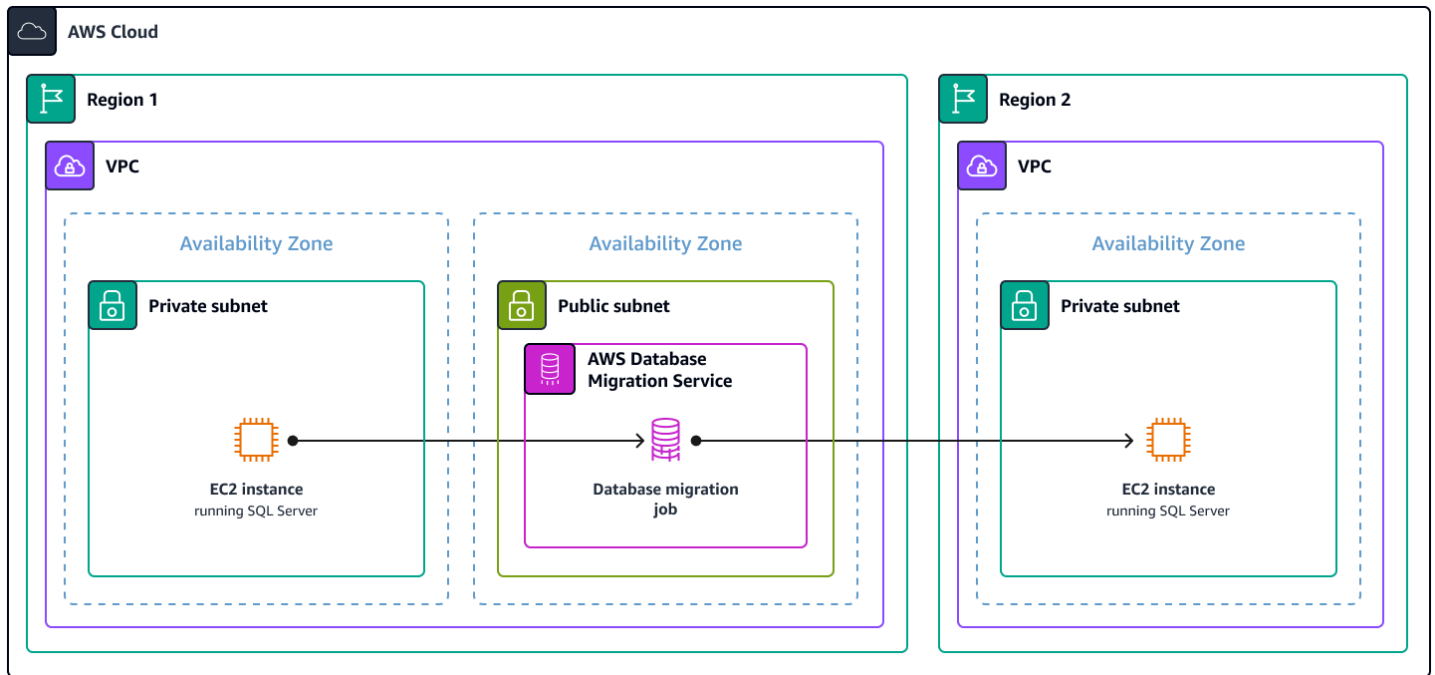 AWS Cloud
Region 1
Region 2
VPC
VPC
Availability Zone
Availability Zone
Availability Zone
Private subnet
Public subnet
Private subnet
AWS Database
Migration Service
EC2 instance
running SQL Server
Database migration
job
EC2 instance
running SQL Server